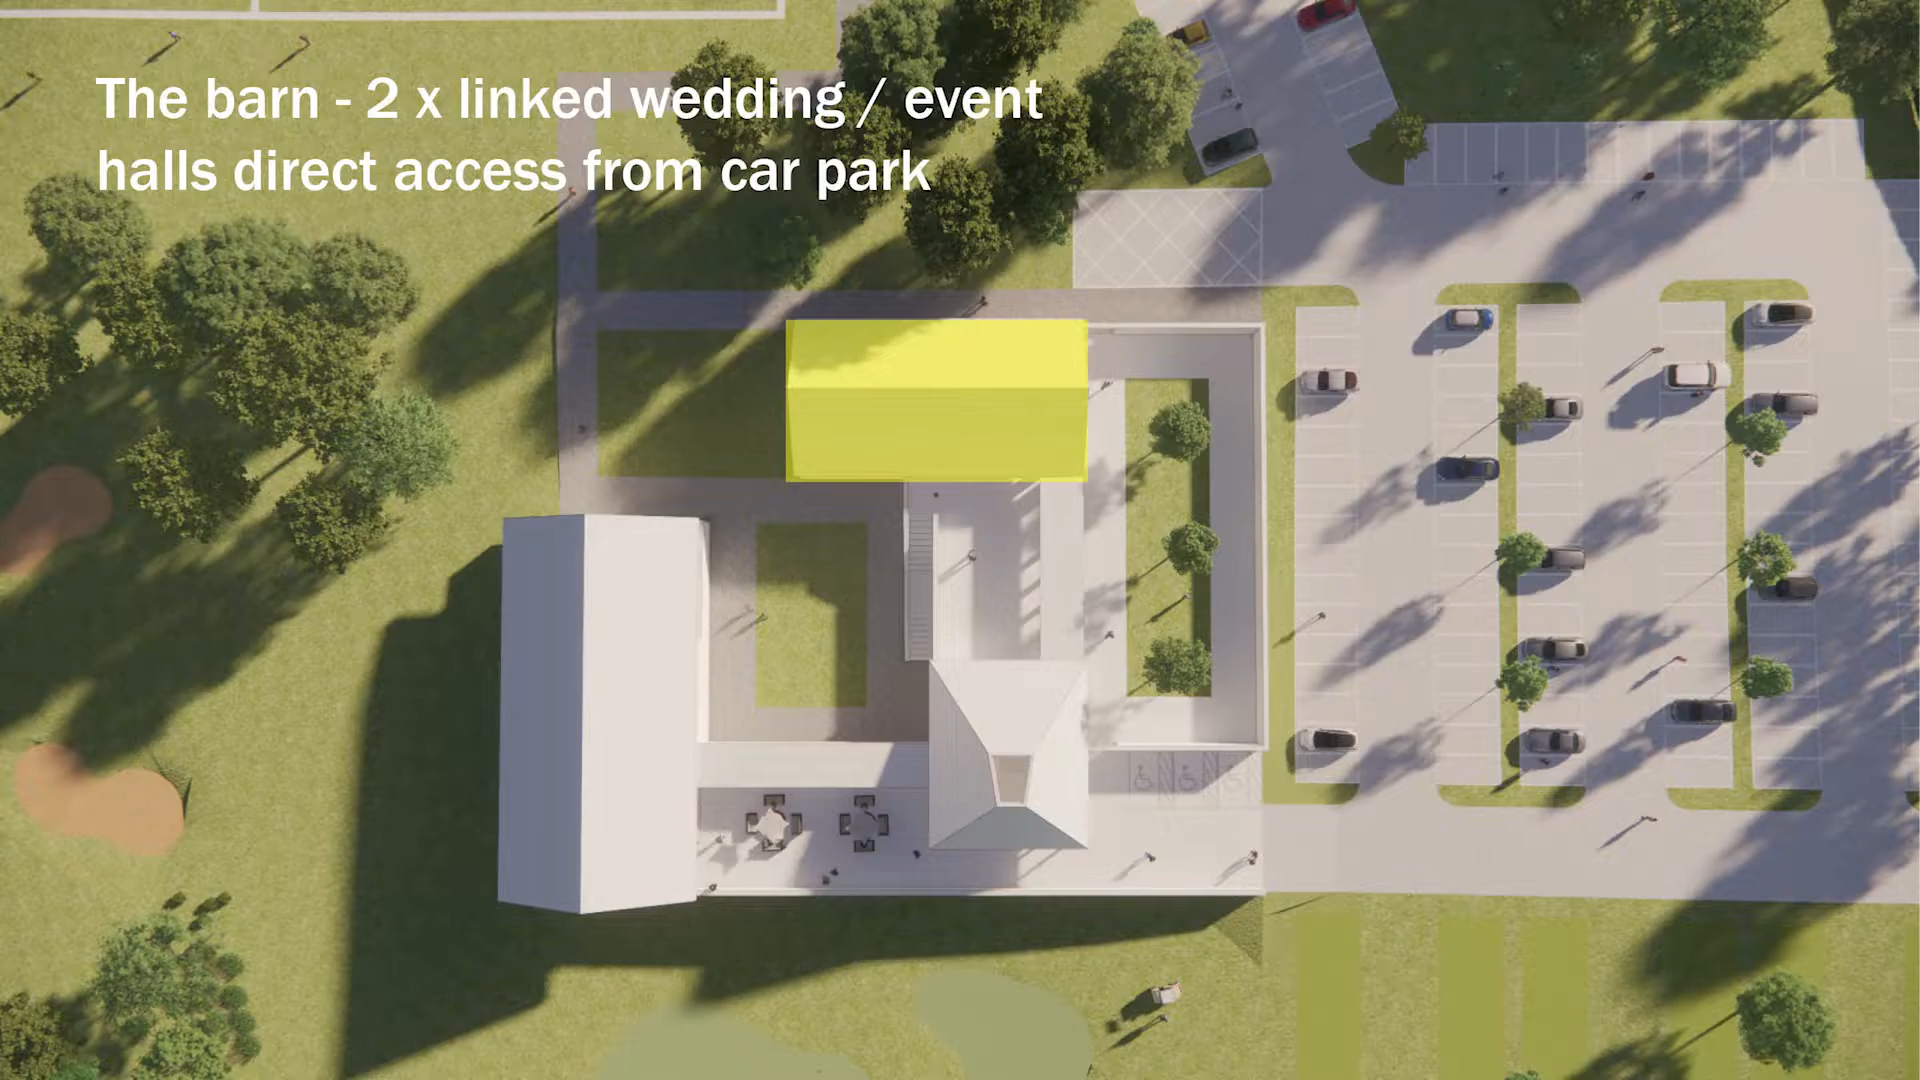 The barn - 2 x linked wedding / event
halls direct access from car park